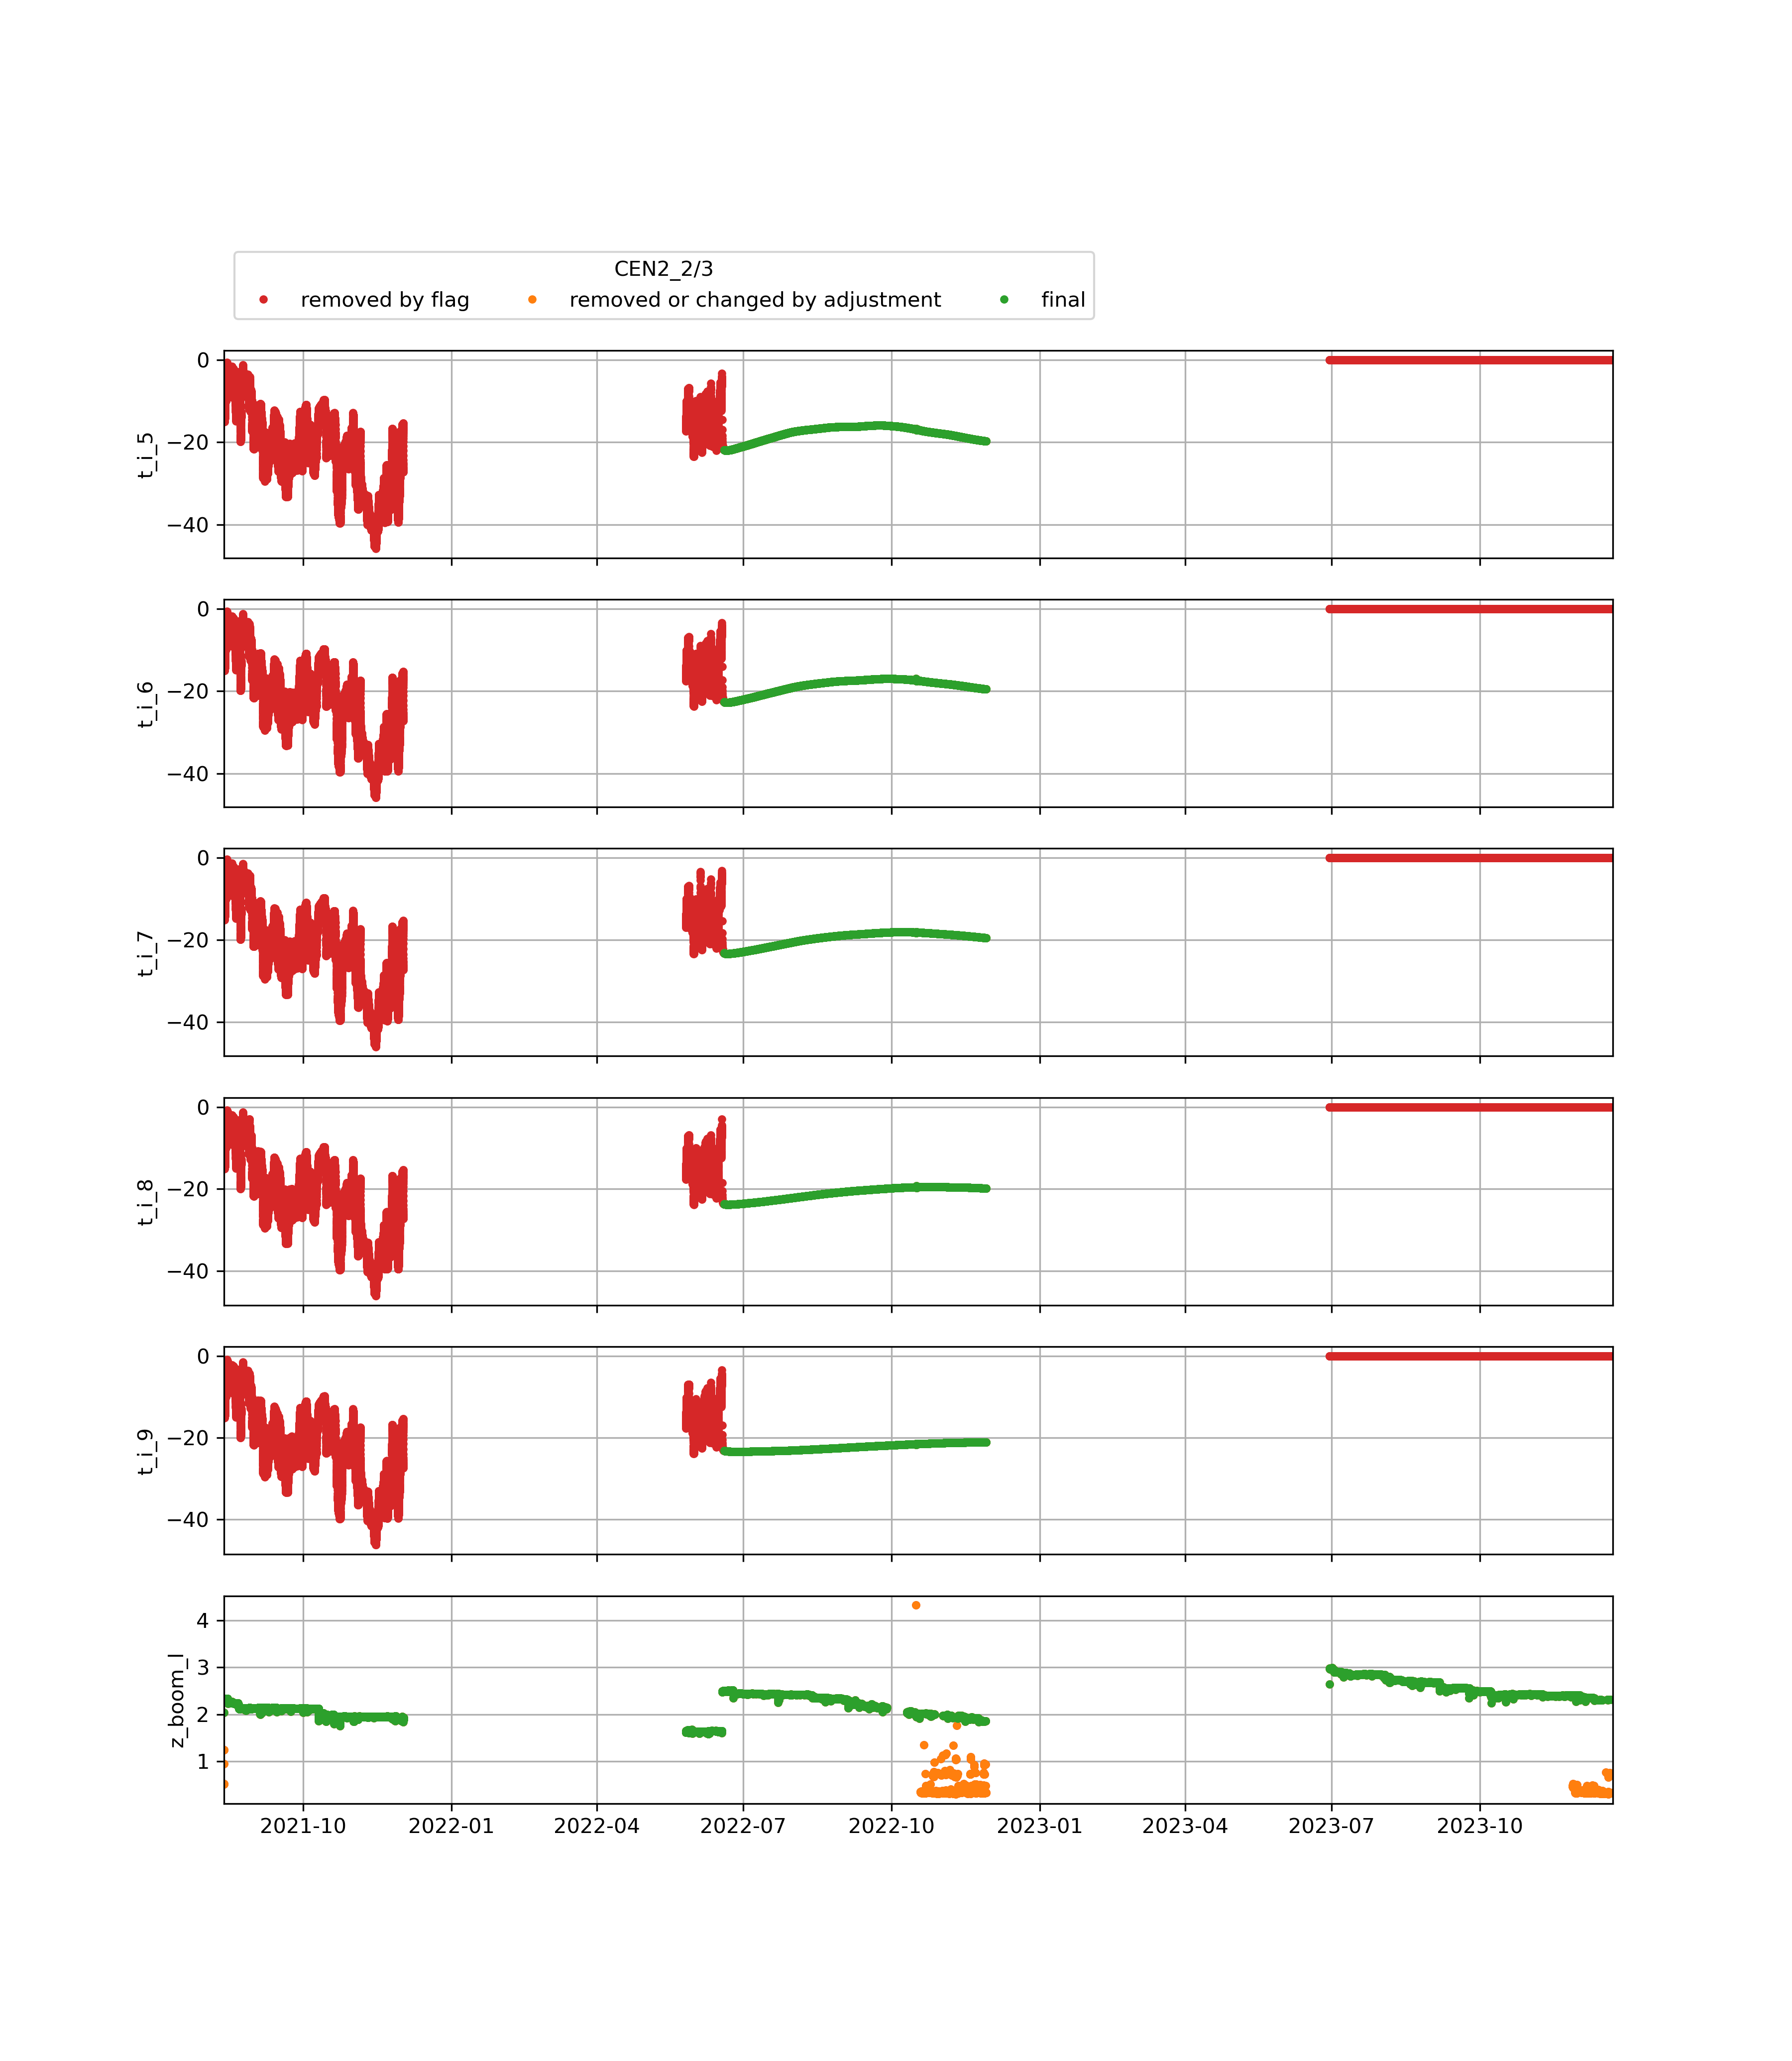 CEN2_2/3
removed by flag removed or changed by adjustment final
0
−20
−40
t_i_5
0
−20
−40
t_i_6
0
−20
−40
t_i_7
0
−20
−40
t_i_8
0
−20
−40
t_i_9
4
3
2
1
z_boom_l
2021-10 2022-01 2022-04 2022-07 2022-10 2023-01 2023-04 2023-07 2023-10